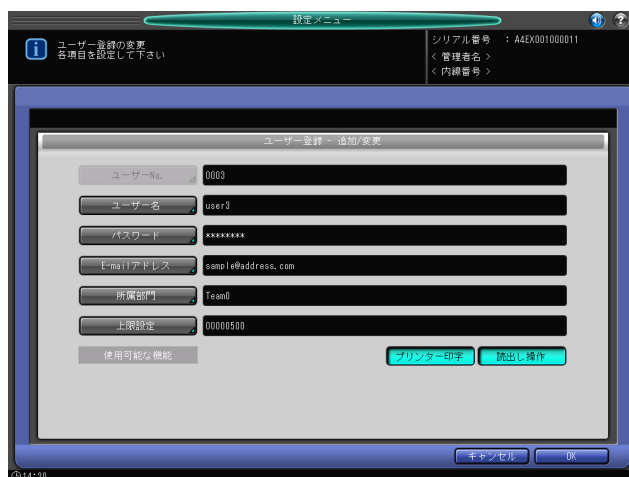 設定メニュー
ユーザー登録の変更
各項目を設定して下さい
シリアル番号 : A4EX001000011
< 管理者名 >
< 内線番号 >
ユーザー登録 - 追加/変更
ユーザーNo. 0003
ユーザー名 user3
パスワード ********
E-mailアドレス sample@address.com
所属部門 Team0
上限設定 00000500
使用可能な機能 プリンター印字 読出し操作
キャンセル OK
14:30